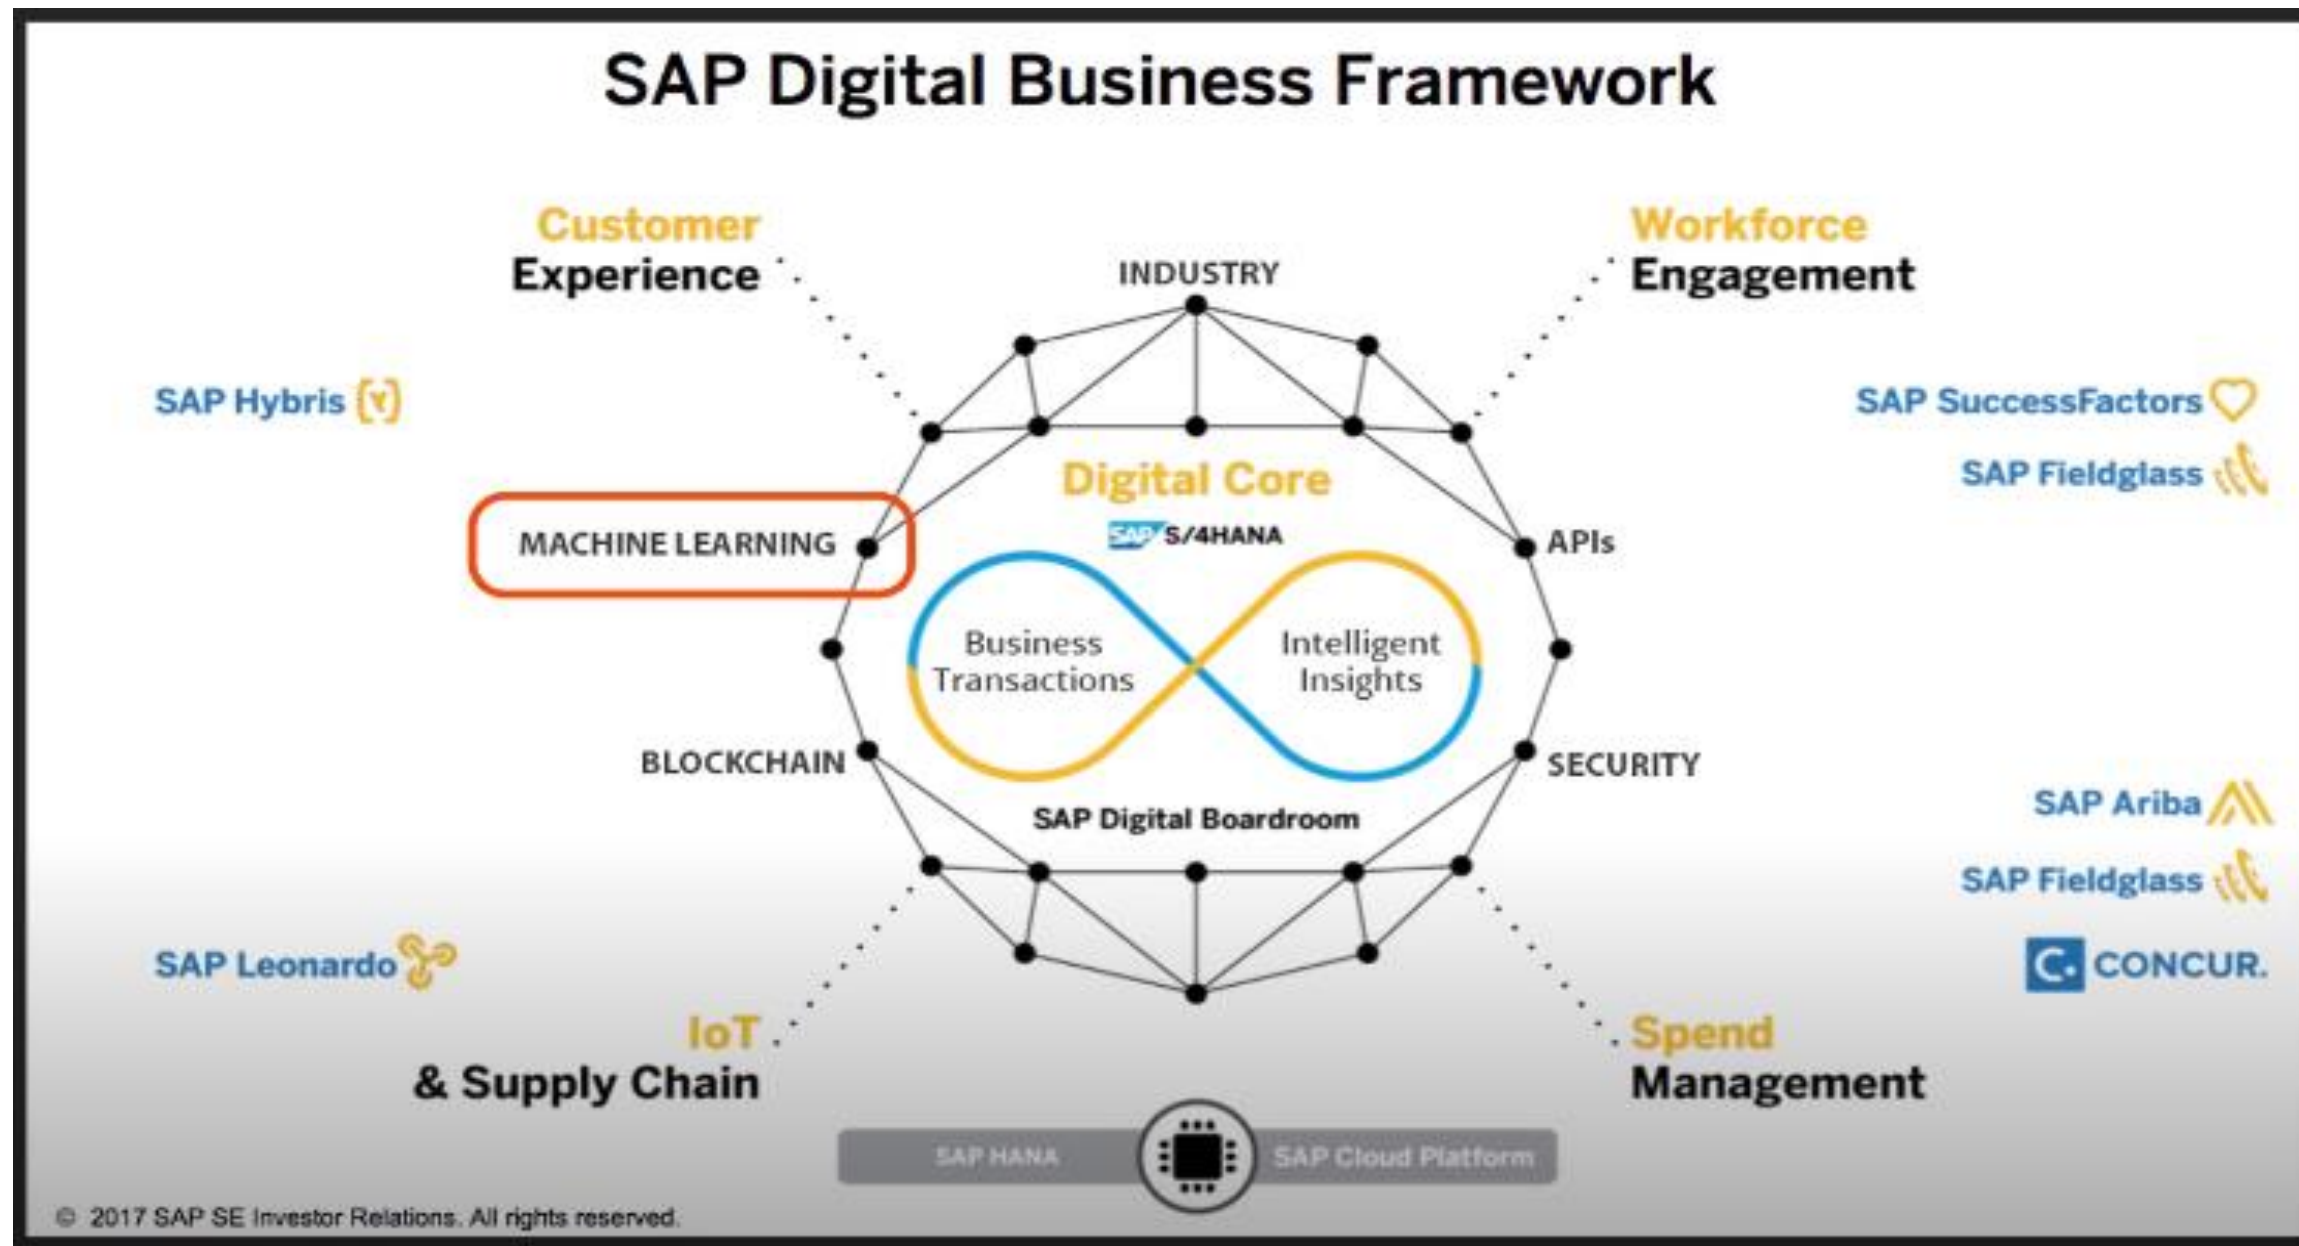 SAP Digital Business Framework
Customer
Experience
Workforce
Engagement
INDUSTRY
SAP Hybris
SAP SuccessFactors
SAP Fieldglass
Digital Core
SAP S/4HANA
MACHINE LEARNING
APIs
Business
Transactions
Intelligent
Insights
BLOCKCHAIN
SECURITY
SAP Digital Boardroom
SAP Ariba
SAP Fieldglass
C. CONCUR.
SAP Leonardo
IoT
& Supply Chain
Spend
Management
SAP HANA
SAP Cloud Platform
© 2017 SAP SE Investor Relations. All rights reserved.